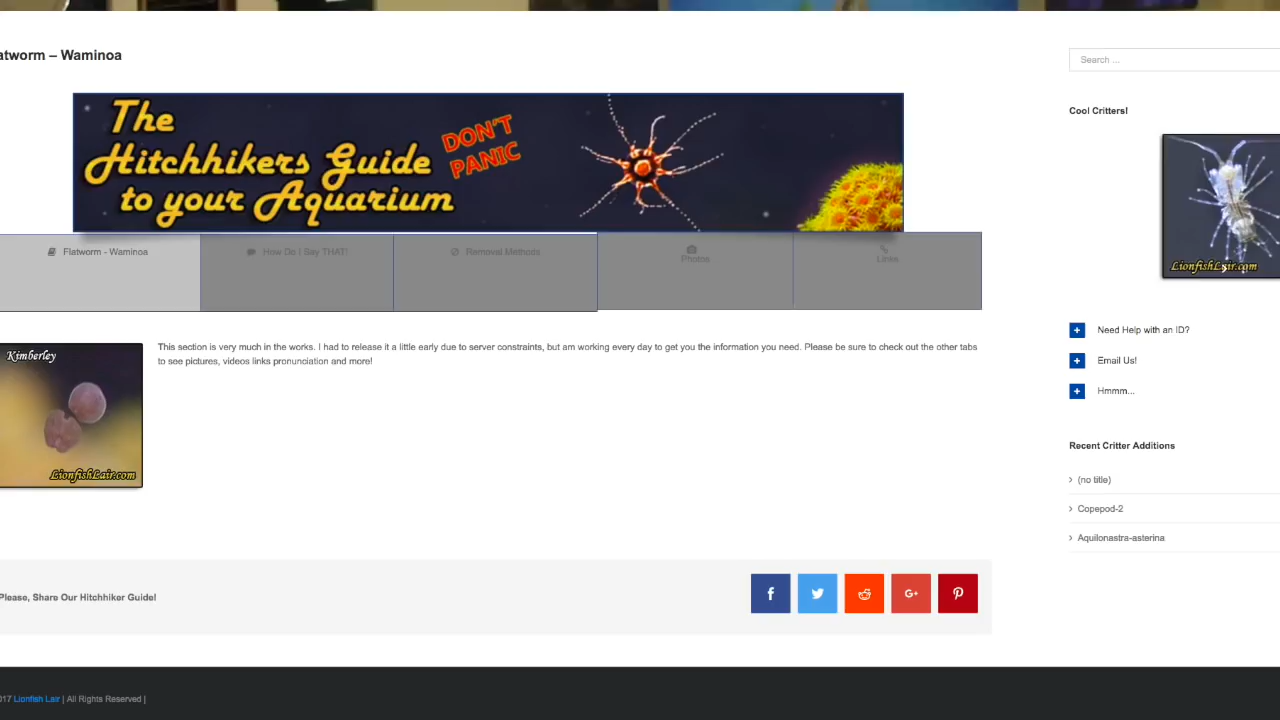 atworm – Waminoa
Search ...
The
Hitchhikers Guide
to your Aquarium
DON'T
PANIC
Cool Critters!
LionfishLair.com
Flatworm - Waminoa
How Do I Say THAT!
Removal Methods
Photos
Links
Kimberley
LionfishLair.com
This section is very much in the works. I had to release it a little early due to server constraints, but am working every day to get you the information you need. Please be sure to check out the other tabs
to see pictures, videos links pronunciation and more!
Need Help with an ID?
Email Us!
Hmmm...
Recent Critter Additions
(no title)
Copepod-2
Aquilonastra-asterina
Please, Share Our Hitchhiker Guide!
f
G+
017 Lionfish Lair | All Rights Reserved |